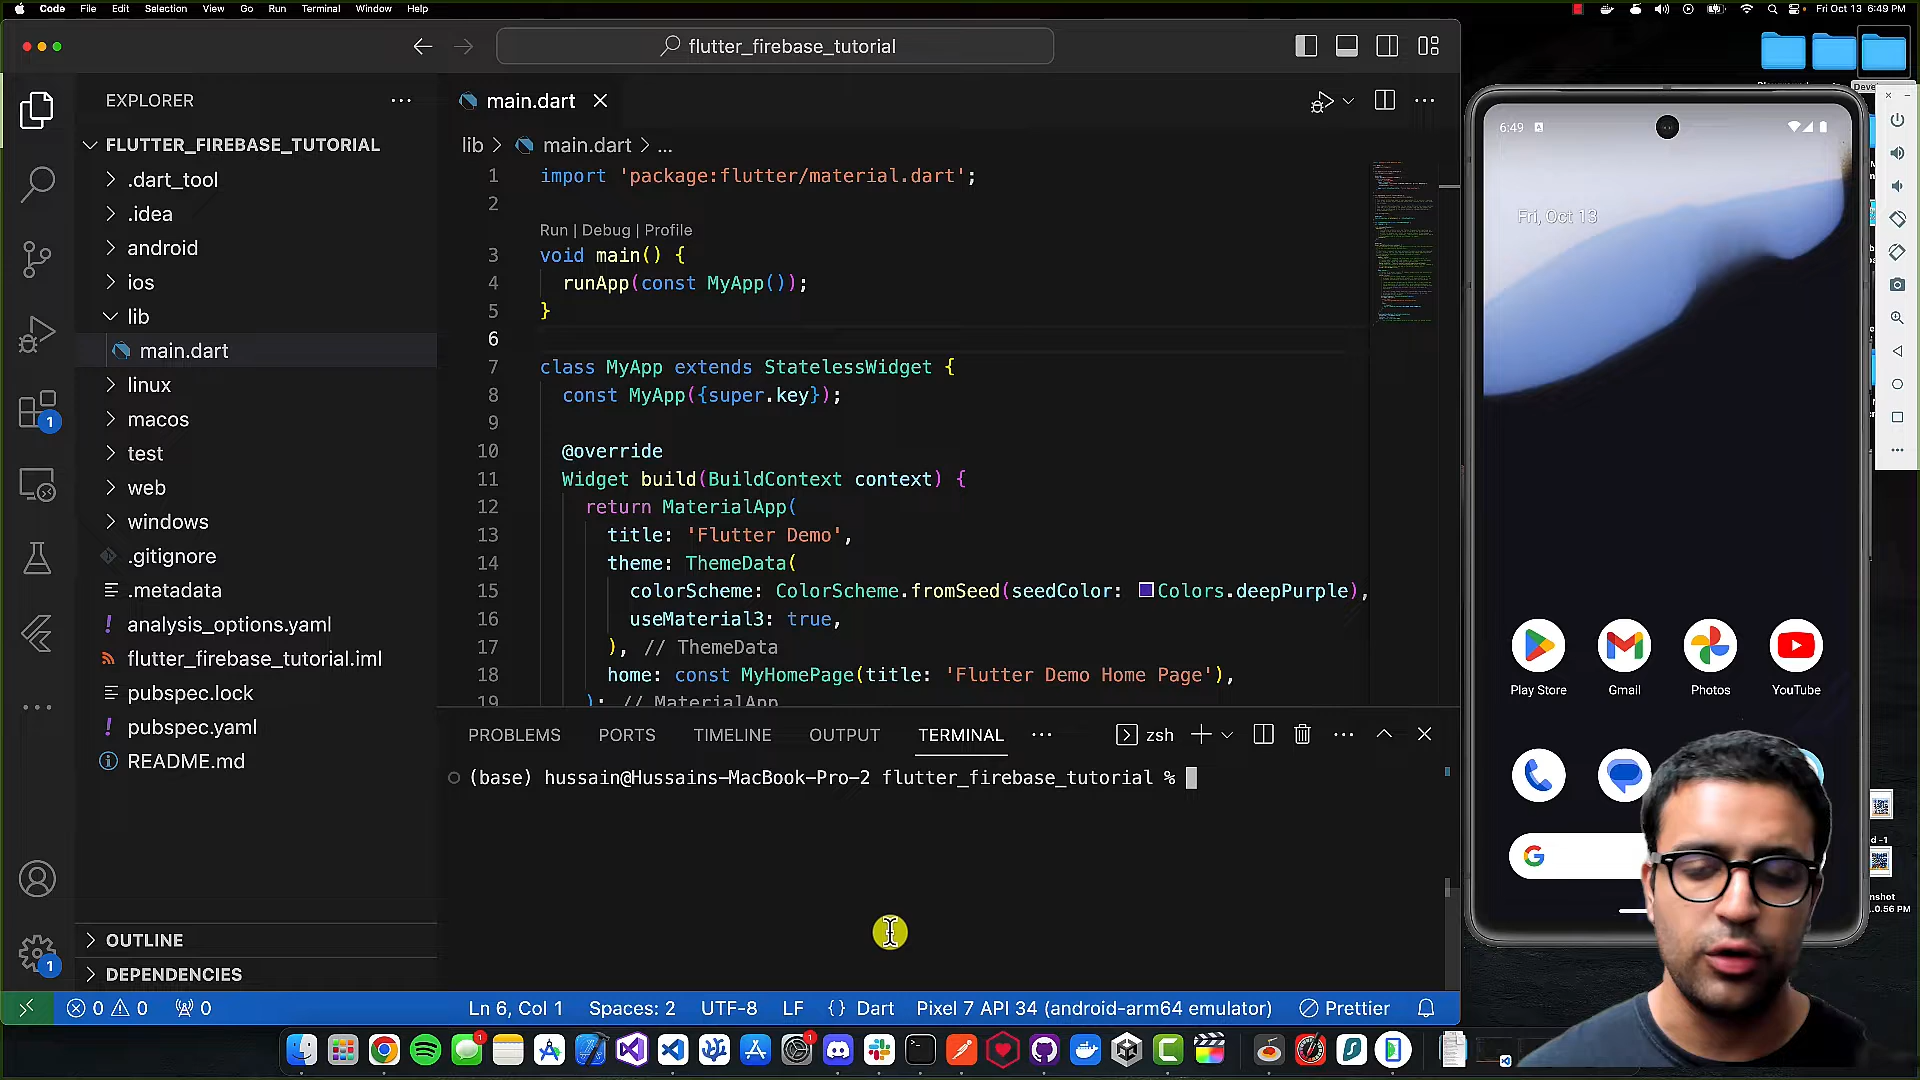 Code File Edit Selection View Go Run Terminal Window Help
Fri Oct 13 6:49 PM
flutter_firebase_tutorial
EXPLORER
FLUTTER_FIREBASE_TUTORIAL
.dart_tool
.idea
android
ios
lib
main.dart
linux
macos
test
web
windows
.gitignore
.metadata
analysis_options.yaml
flutter_firebase_tutorial.iml
pubspec.lock
pubspec.yaml
README.md
OUTLINE
DEPENDENCIES
1
1
main.dart
lib > main.dart > ...
1 import 'package:flutter/material.dart';
2
Run | Debug | Profile
3 void main() {
4 runApp(const MyApp());
5 }
6
7 class MyApp extends StatelessWidget {
8 const MyApp({super.key});
9
10 @override
11 Widget build(BuildContext context) {
12 return MaterialApp(
13 title: 'Flutter Demo',
14 theme: ThemeData(
15 colorScheme: ColorScheme.fromSeed(seedColor: Colors.deepPurple),
16 useMaterial3: true,
17 ), // ThemeData
18 home: const MyHomePage(title: 'Flutter Demo Home Page'),
19 ); // MaterialApp
PROBLEMS PORTS TIMELINE OUTPUT TERMINAL ... zsh
(base) hussain@Hussains-MacBook-Pro-2 flutter_firebase_tutorial %
0 0 0 Ln 6, Col 1 Spaces: 2 UTF-8 LF {} Dart Pixel 7 API 34 (android-arm64 emulator) Prettier
6:49
Fri, Oct 13
Play Store Gmail Photos YouTube